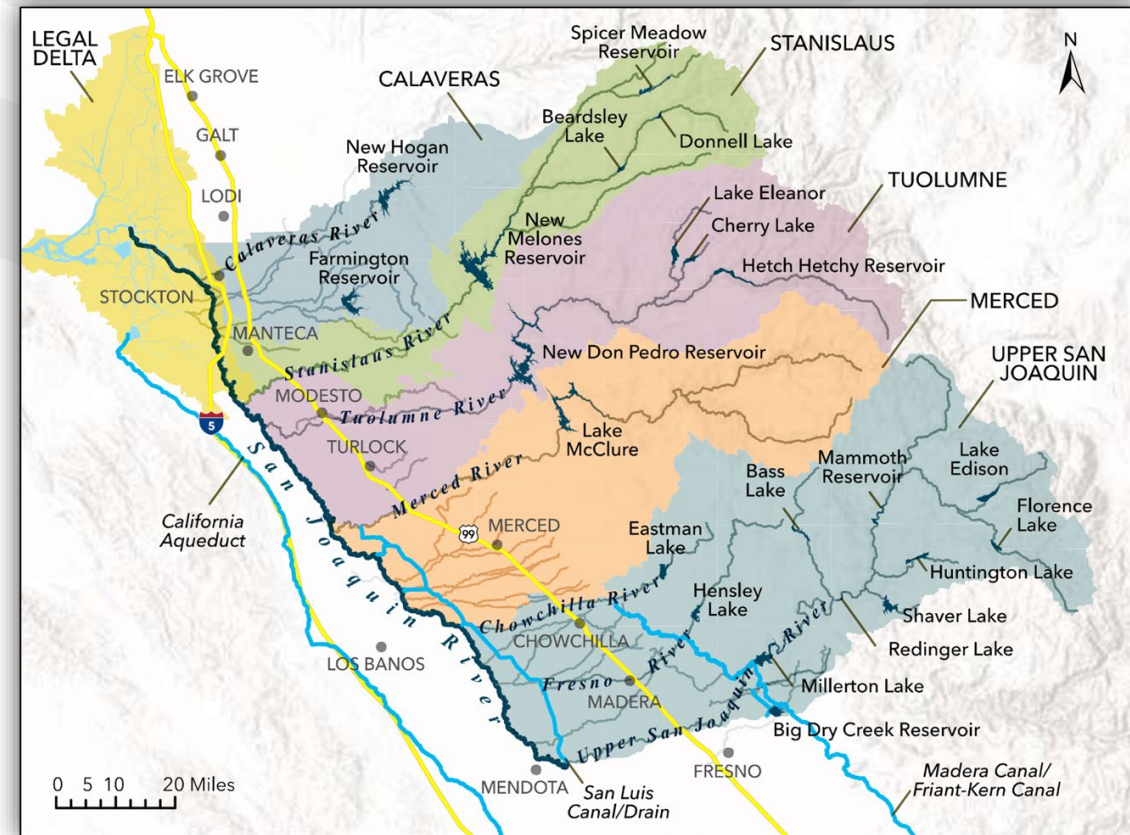 LEGAL
DELTA
ELK GROVE
GALT
LODI
CALAVERAS
Spicer Meadow
Reservoir
STANISLAUS
N
Beardsley
Lake
Donnell Lake
New Hogan
Reservoir
Lake Eleanor
TUOLUMNE
Cherry Lake
Calaveras River
New
Melones
Reservoir
Farmington
Reservoir
Hetch Hetchy Reservoir
STOCKTON
MERCED
MANTECA
Stanislaus River
New Don Pedro Reservoir
UPPER SAN
JOAQUIN
MODESTO
Tuolumne River
5
TURLOCK
Lake
McClure
Merced River
San Joaquin River
Bass
Lake
Mammoth
Reservoir
Lake
Edison
Florence
Lake
California
Aqueduct
99
MERCED
Eastman
Lake
Huntington Lake
Hensley
Lake
Chowchilla River
CHOWCHILLA
Shaver Lake
Redinger Lake
LOS BANOS
Fresno River
MADERA
Millerton Lake
Upper San Joaquin River
Big Dry Creek Reservoir
0 5 10 20 Miles
MENDOTA
FRESNO
San Luis
Canal/Drain
Madera Canal/
Friant-Kern Canal